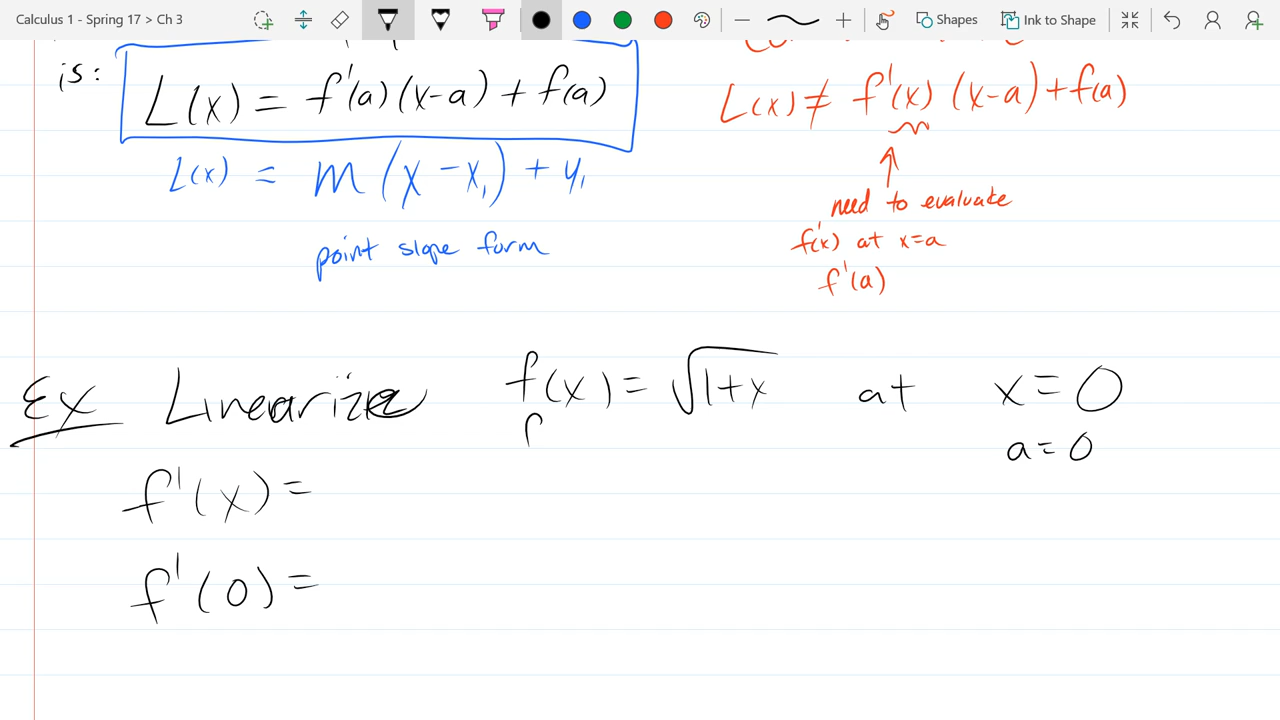 Calculus 1 - Spring 17 > Ch 3
Shapes
Ink to Shape
is:
L(x) = f'(a)(x-a) + f(a)
L(x) = m(x - x₁) + y₁
point slope form
L(x) ≠ f'(x) (x-a) + f(a)
need to evaluate
f'(x) at x=a
f'(a)
Ex Linearize f(x) = √1+x at x = 0
f
a = 0
f'(x) =
f'(0) =